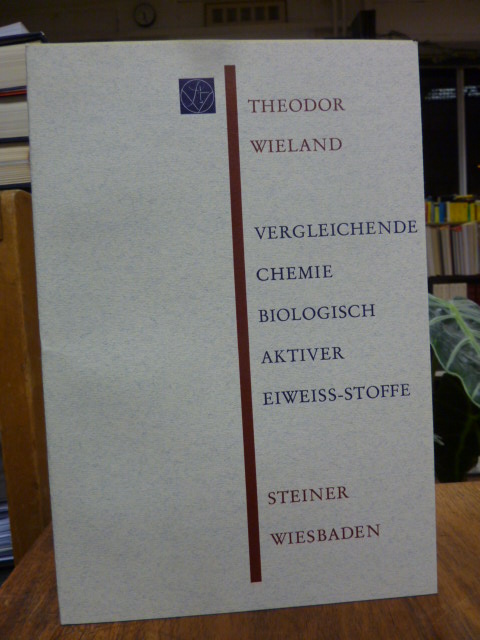 THEODOR
WIELAND
VERGLEICHENDE
CHEMIE
BIOLOGISCH
AKTIVER
EIWEISS-STOFFE
STEINER
WIESBADEN